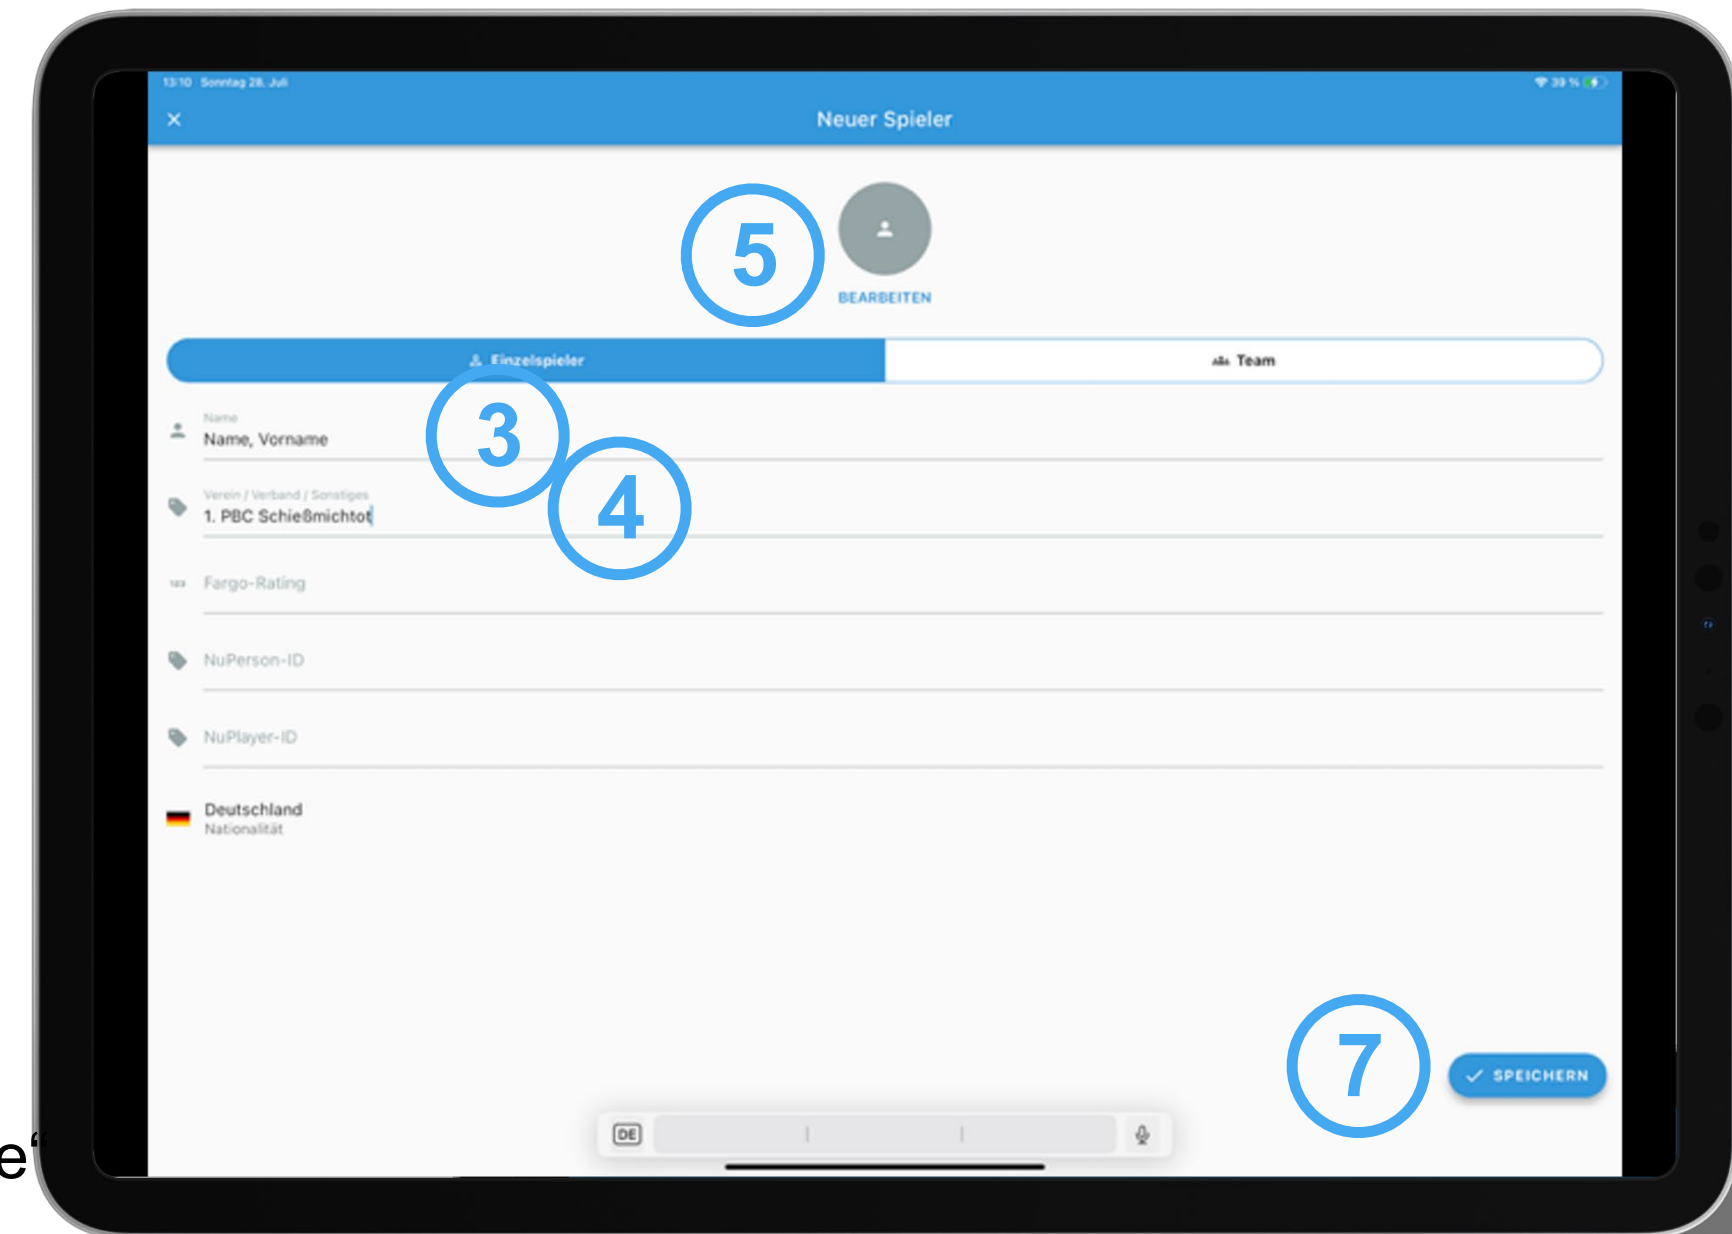 13:10 Sonntag 28. Juli
39 %
Neuer Spieler
5
BEARBEITEN
Einzelspieler
Team
3
Name
Name, Vorname
4
Verein / Verband / Sonstiges
1. PBC Schießmichtot
123 Fargo-Rating
NuPerson-ID
NuPlayer-ID
Deutschland
Nationalität
7
SPEICHERN
DE
e“